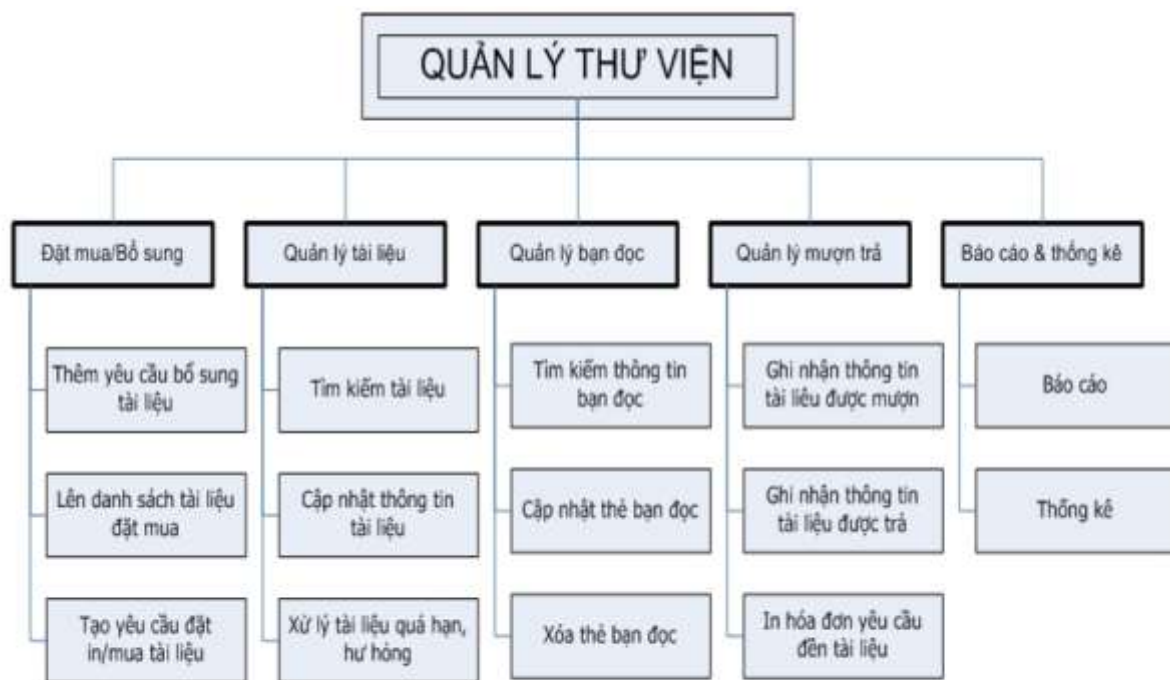 QUẢN LÝ THƯ VIỆN
Đặt mua/Bổ sung
Quản lý tài liệu
Quản lý bạn đọc
Quản lý mượn trả
Báo cáo & thống kê
Thêm yêu cầu bổ sung
tài liệu
Tìm kiếm tài liệu
Tìm kiếm thông tin
bạn đọc
Ghi nhận thông tin
tài liêu được mượn
Báo cáo
Lên danh sách tài liệu
đặt mua
Cập nhật thông tin
tài liệu
Cập nhật thẻ bạn đọc
Ghi nhận thông tin
tài liệu được trả
Thống kê
Tạo yêu cầu đặt
in/mua tài liệu
Xử lý tài liệu quá hạn,
hư hỏng
Xóa thẻ bạn đọc
In hóa đơn yêu cầu
đền tài liệu